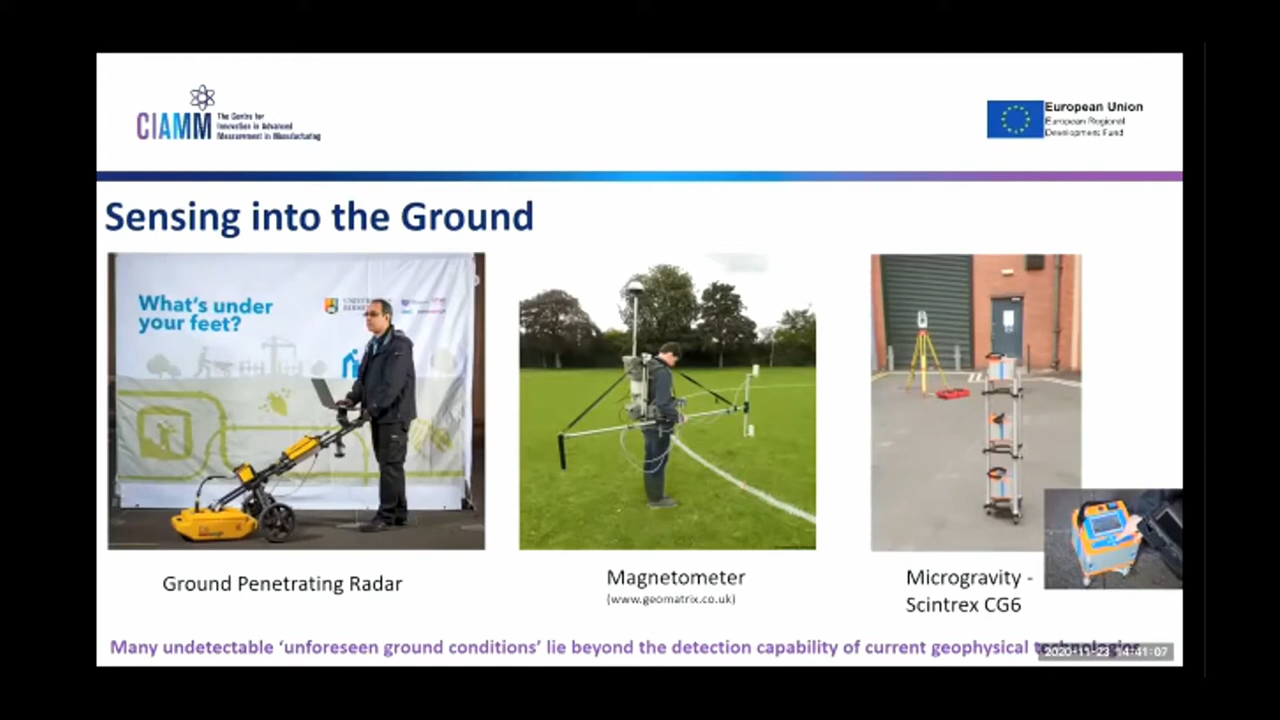 CIAMM
The Centre for
Innovation in Advanced
Measurement in Manufacturing
European Union
European Regional
Development Fund
Sensing into the Ground
What's under
your feet?
Ground Penetrating Radar
Magnetometer
(www.geomatrix.co.uk)
Microgravity -
Scintrex CG6
Many undetectable ‘unforeseen ground conditions’ lie beyond the detection capability of current geophysical technologies
2020-11-23 14:41:07